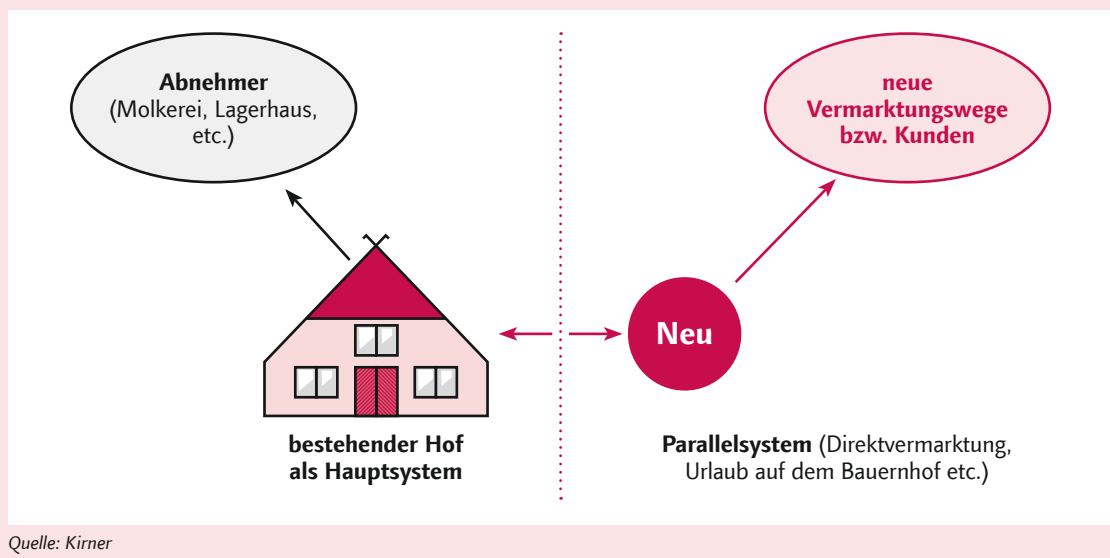 Abnehmer
(Molkerei, Lagerhaus,
etc.)
neue
Vermarktungswege
bzw. Kunden
Neu
bestehender Hof
als Hauptsystem
Parallelsystem (Direktvermarktung,
Urlaub auf dem Bauernhof etc.)
Quelle: Kirner